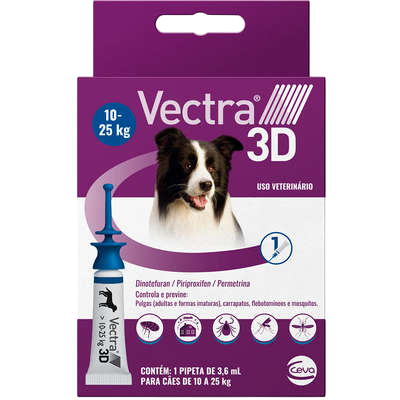 10-
25 kg
Vectra®
3D
USO VETERINÁRIO
1
Dinotefuran / Piriproxifen / Permetrina
Controla e previne:
Pulgas (adultas e formas imaturas), carrapatos, flebotomíneos e mosquitos.
> 10-25 kg
Vectra®
3D
CONTÉM: 1 PIPETA DE 3,6 mL
PARA CÃES DE 10 A 25 kg
Ceva